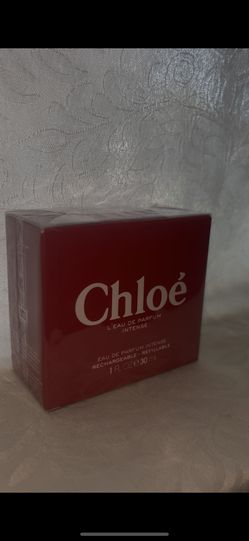 Chloé
L'EAU DE PARFUM
INTENSE
EAU DE PARFUM INTENSE
RECHARGEABLE - REFILLABLE
1 FL. OZ ℮ 30 ml